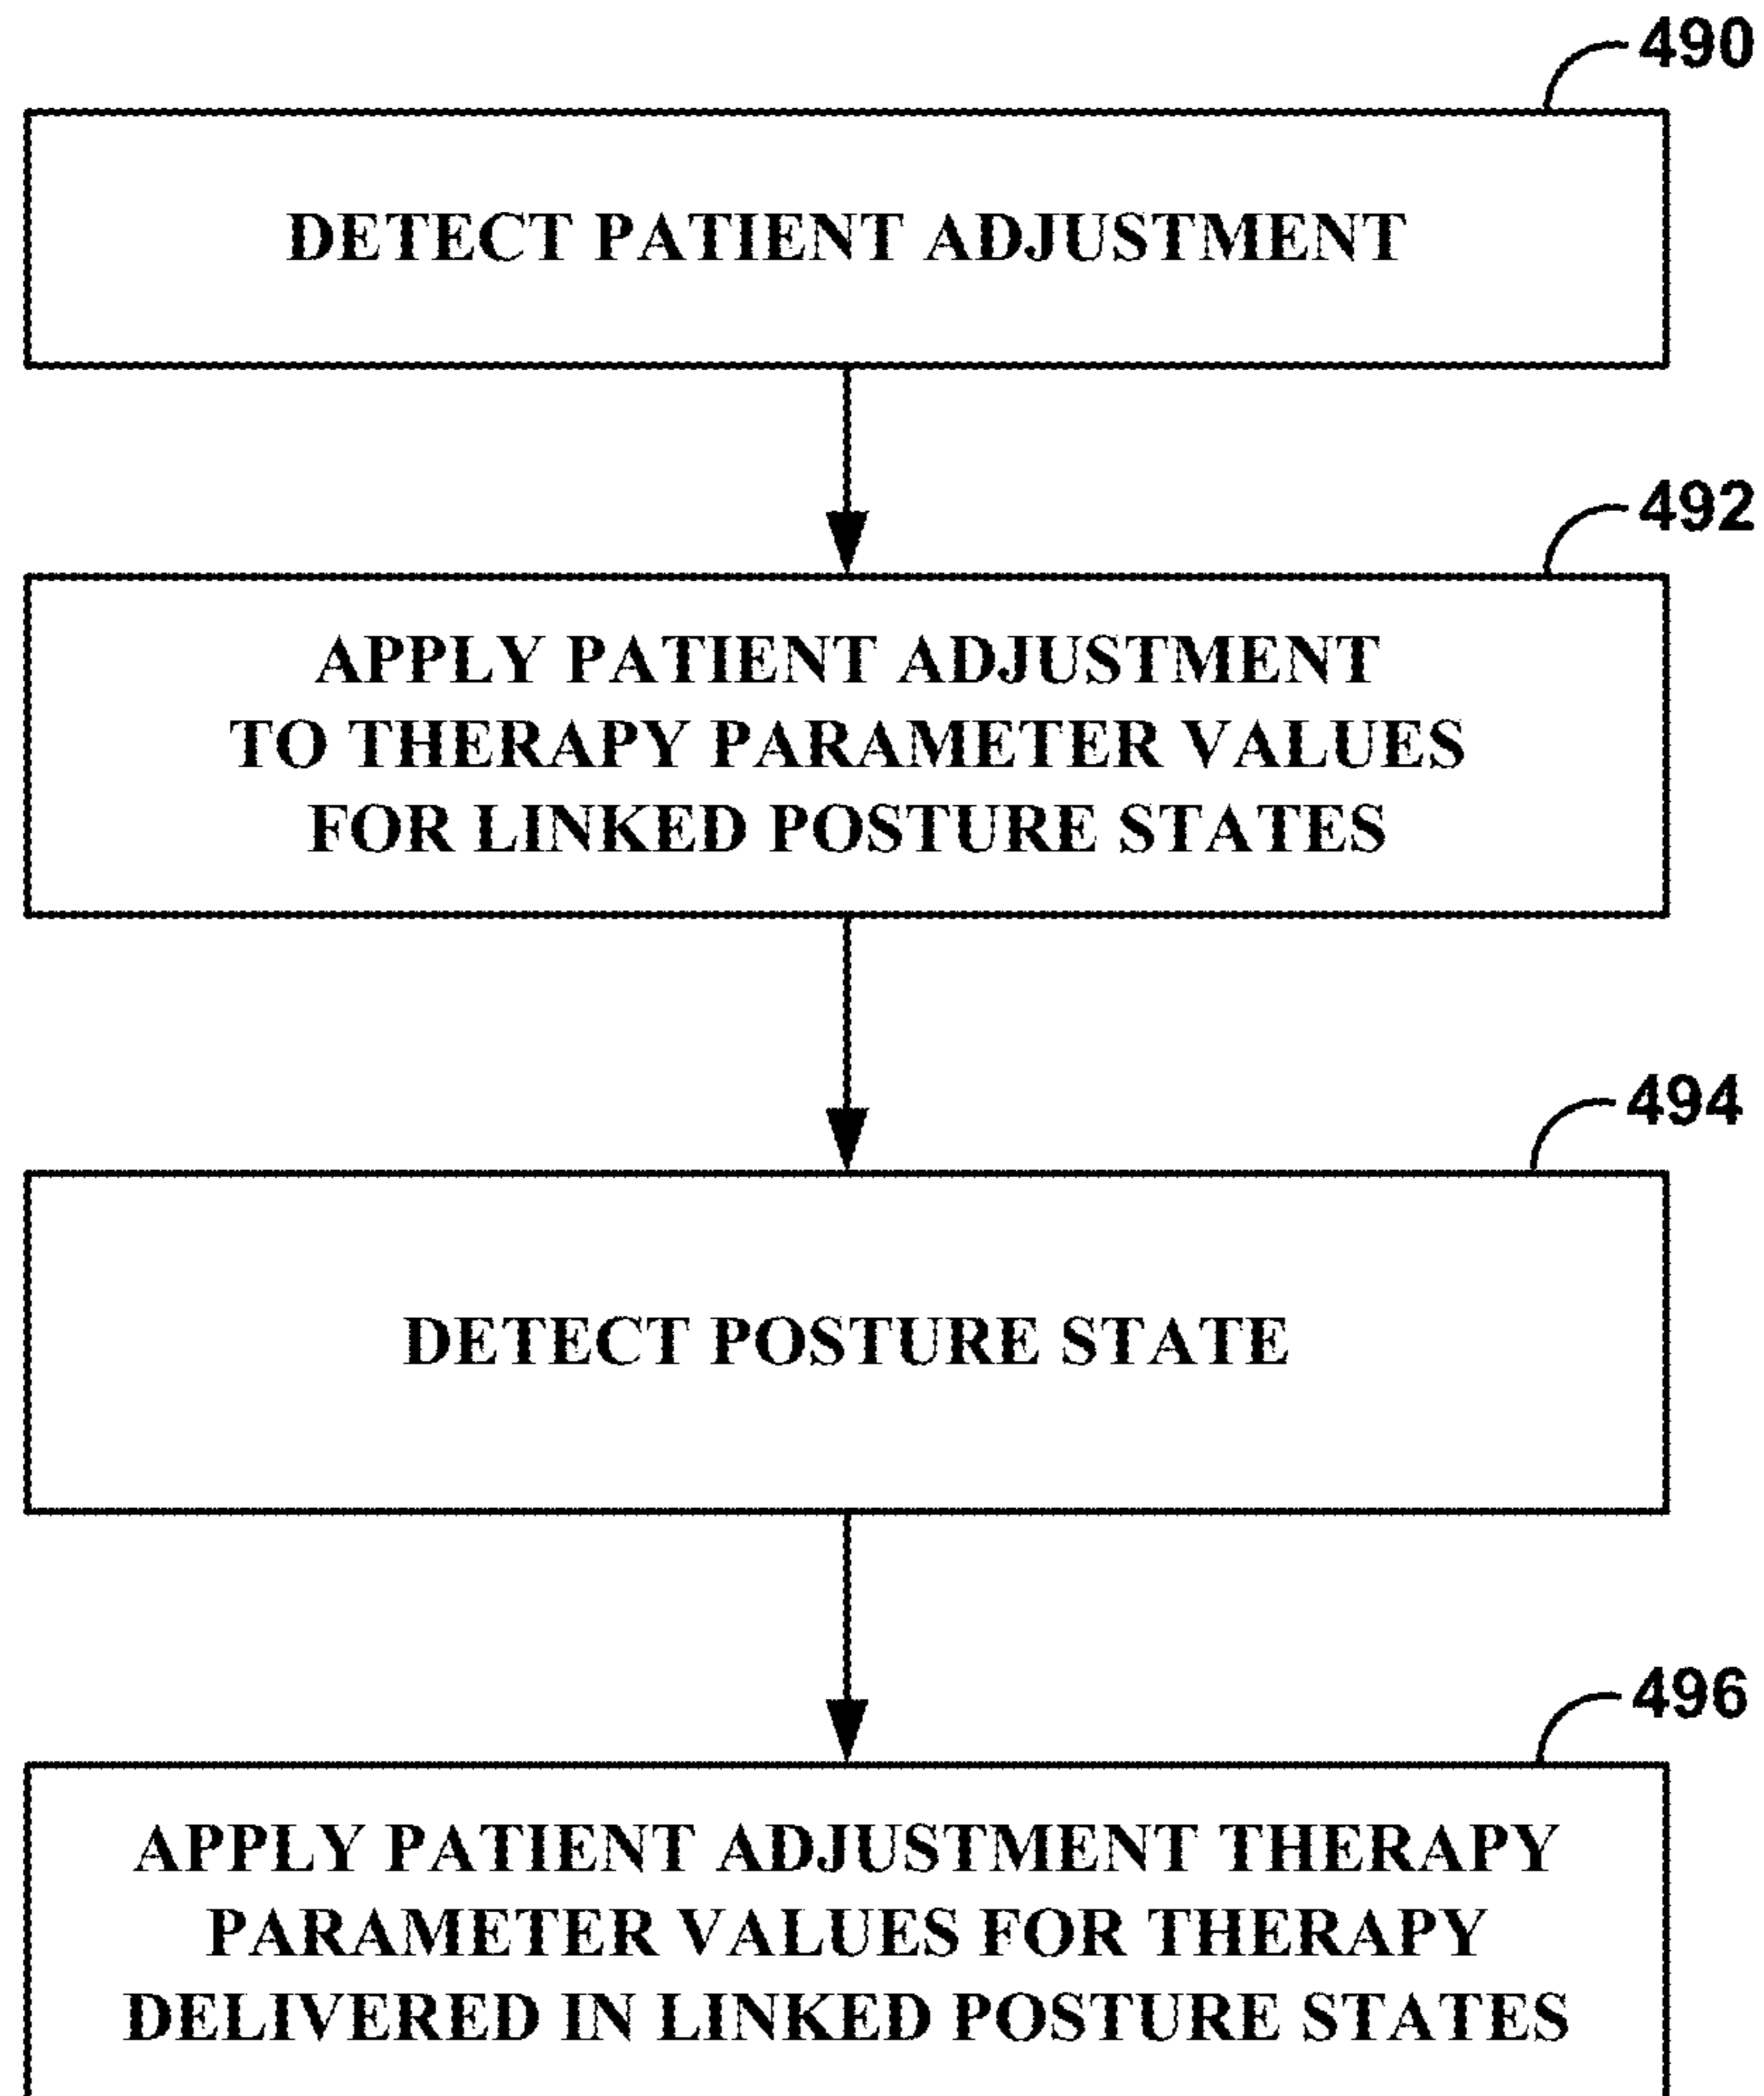 490
DETECT PATIENT ADJUSTMENT
492
APPLY PATIENT ADJUSTMENT
TO THERAPY PARAMETER VALUES
FOR LINKED POSTURE STATES
494
DETECT POSTURE STATE
496
APPLY PATIENT ADJUSTMENT THERAPY
PARAMETER VALUES FOR THERAPY
DELIVERED IN LINKED POSTURE STATES